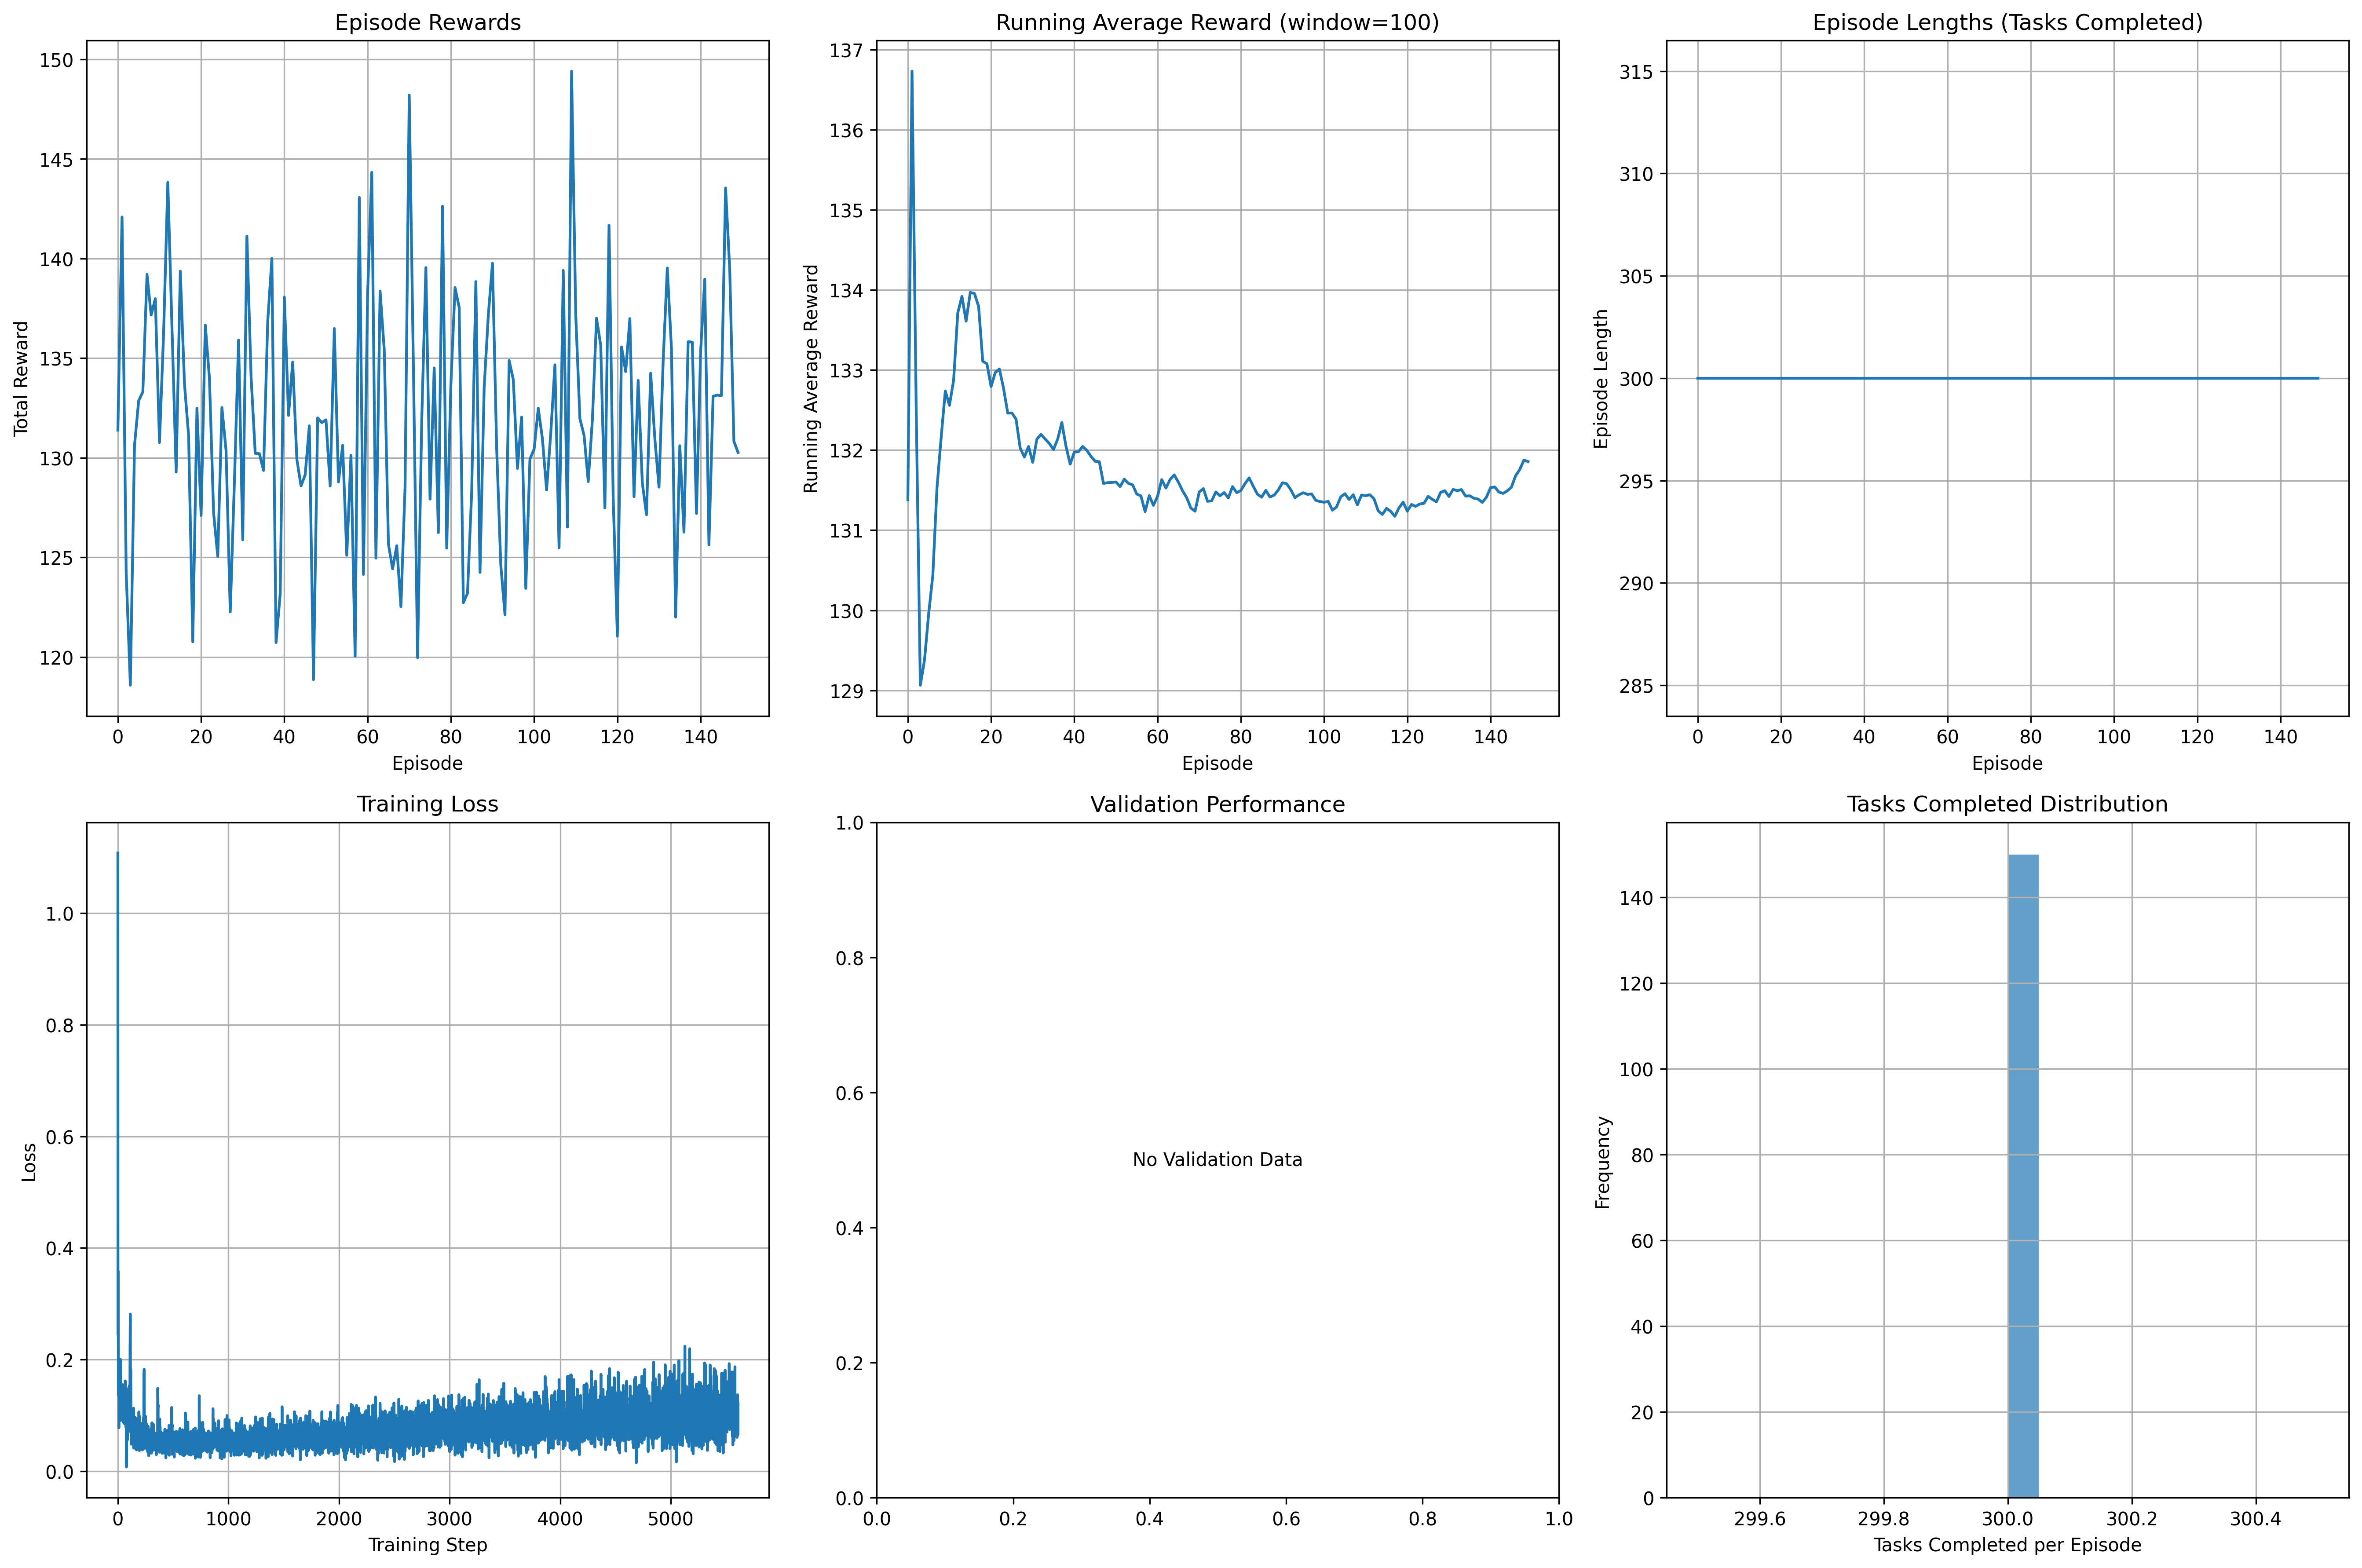 Episode Rewards
Total Reward
150
145
140
135
130
125
120
0 20 40 60 80 100 120 140
Episode
Running Average Reward (window=100)
Running Average Reward
137
136
135
134
133
132
131
130
129
0 20 40 60 80 100 120 140
Episode
Episode Lengths (Tasks Completed)
Episode Length
315
310
305
300
295
290
285
0 20 40 60 80 100 120 140
Episode
Training Loss
Loss
1.0
0.8
0.6
0.4
0.2
0.0
0 1000 2000 3000 4000 5000
Training Step
Validation Performance
1.0
0.8
0.6
0.4
0.2
0.0
No Validation Data
0.0 0.2 0.4 0.6 0.8 1.0
Tasks Completed Distribution
Frequency
140
120
100
80
60
40
20
0
299.6 299.8 300.0 300.2 300.4
Tasks Completed per Episode